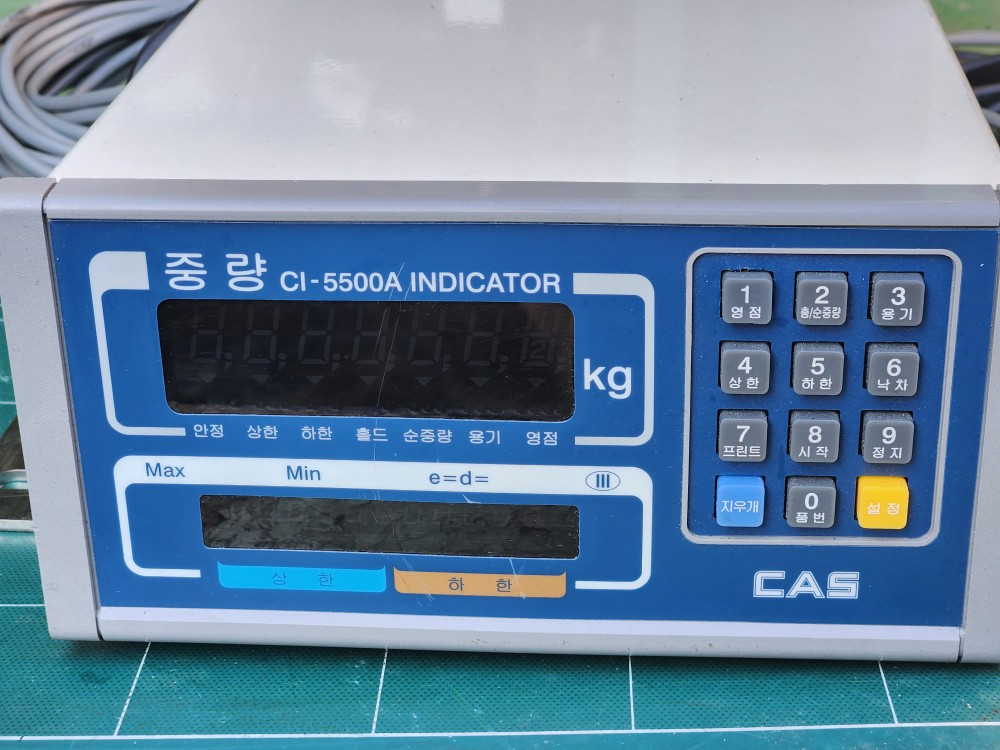 중 량 CI-5500A INDICATOR
kg
안정 상한 하한 홀드 순중량 용기 영점
Max Min e=d= III
상 한 하 한
1 2 3
영 점 총/순중량 용 기
4 5 6
상 한 하 한 낙 차
7 8 9
프린트 시 작 정 지
지우개 0 설 정
품 번
CAS